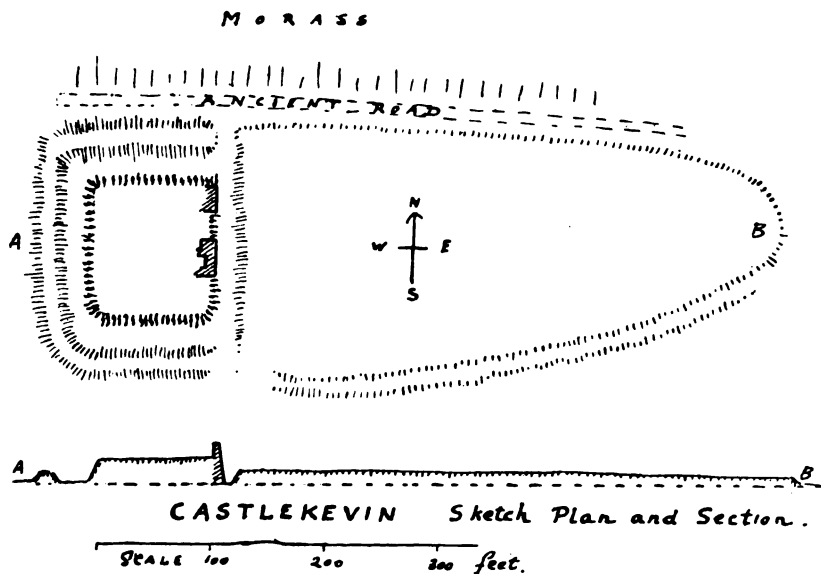 MORASS
ANCIENT ROAD
A
B
N
W E
S
A
B
CASTLEKEVIN Sketch Plan and Section.
SCALE 100 200 300 feet.